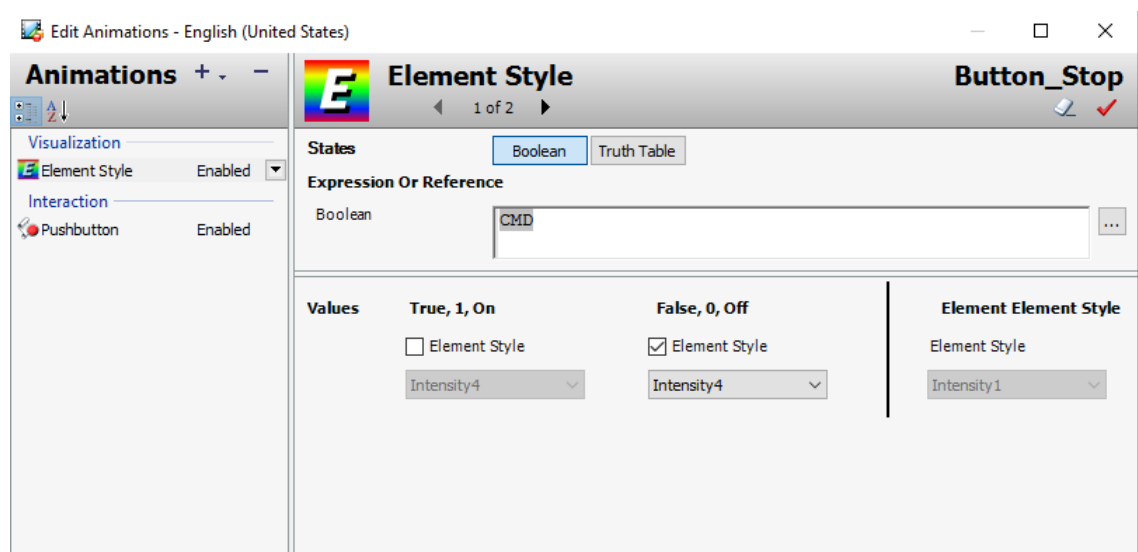 Edit Animations - English (United States)
Animations
A
Z
Visualization
Element Style Enabled
Interaction
Pushbutton Enabled
E
Element Style
1 of 2
Button_Stop
States Boolean Truth Table
Expression Or Reference
Boolean CMD
...
Values True, 1, On False, 0, Off Element Element Style
Element Style Element Style Element Style
Intensity4 Intensity4 Intensity1